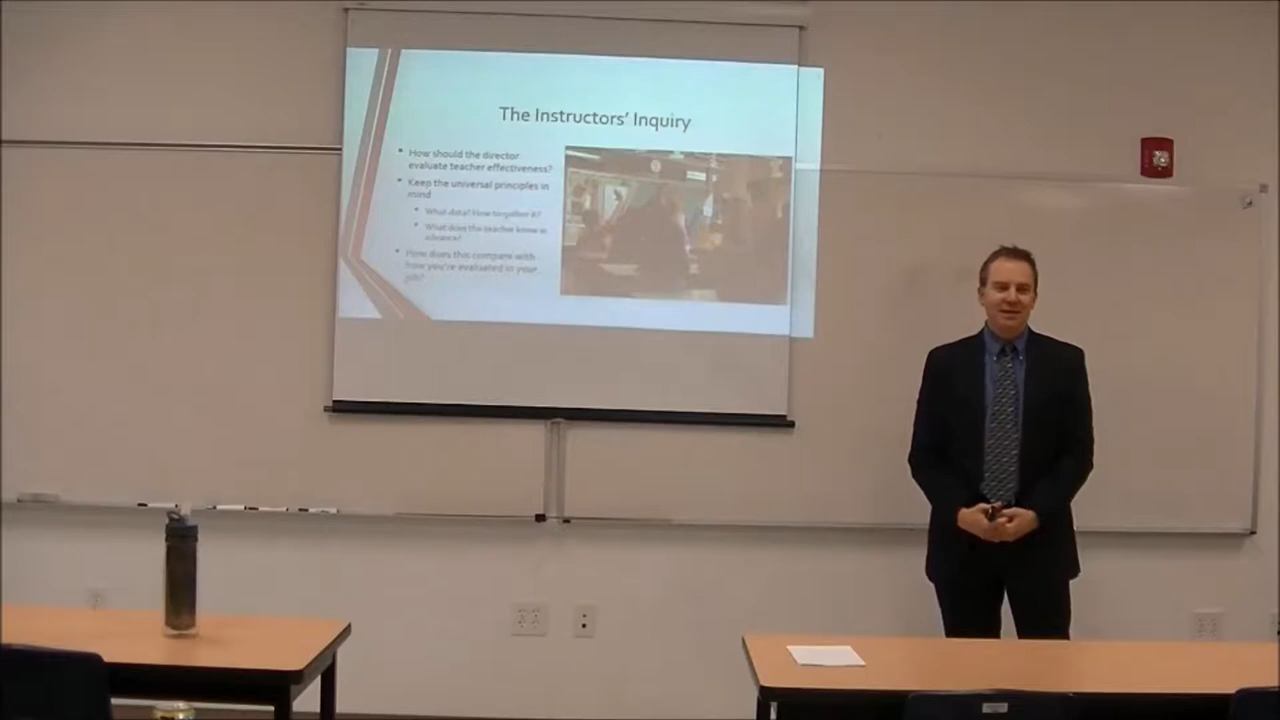 The Instructors' Inquiry
How should the director
evaluate teacher effectiveness?
Keep the universal principles in
mind
What data? How to gather it?
What does the teacher know in
advance?
How does this compare with
how you're evaluated in your
job?